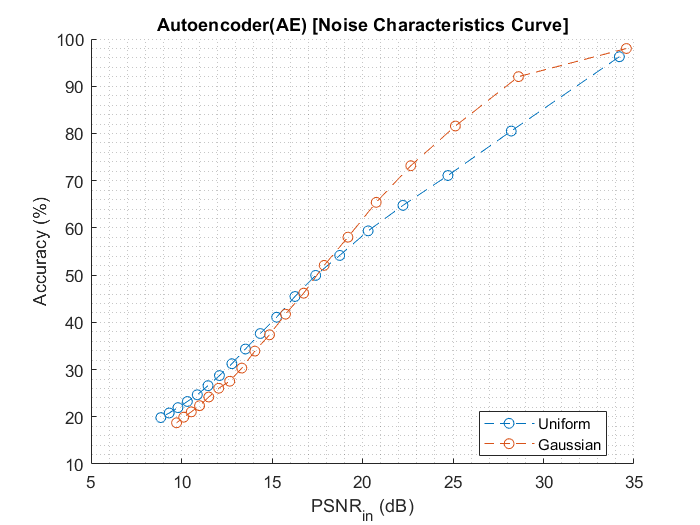 Autoencoder(AE) [Noise Characteristics Curve]
100
90
80
70
60
50
40
30
20
10
Accuracy (%)
Uniform
Gaussian
5 10 15 20 25 30 35
PSNR_in (dB)